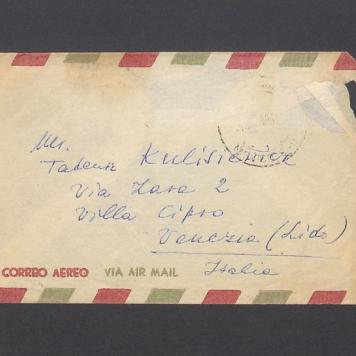 Mr.
Tadeusz Kulisiewicz
Via Zara 2
Villa Cipro
Venezia (Lido)
Italia
CORREO AEREO VIA AIR MAIL